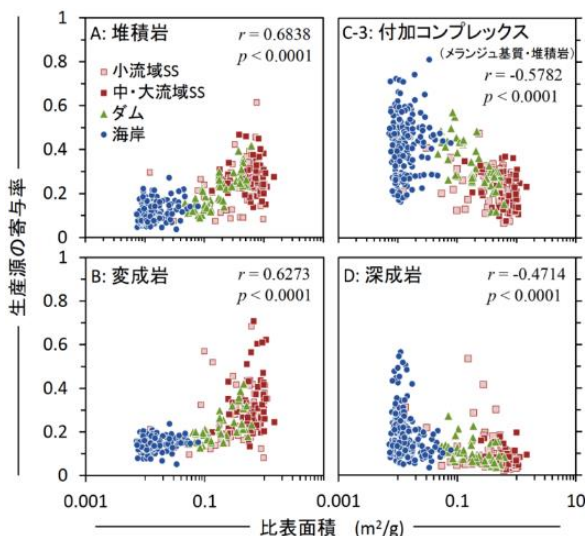 A: 堆積岩
r = 0.6838
p < 0.0001
小流域SS
中・大流域SS
ダム
海岸
C-3: 付加コンプレックス
(メランジュ基質・堆積岩)
r = -0.5782
p < 0.0001
1
0.8
0.6
0.4
0.2
0
B: 変成岩
r = 0.6273
p < 0.0001
D: 深成岩
r = -0.4714
p < 0.0001
1
0.8
0.6
0.4
0.2
0
生産源の寄与率
0.001
0.1
10
0.001
0.1
10
比表面積 (m²/g)